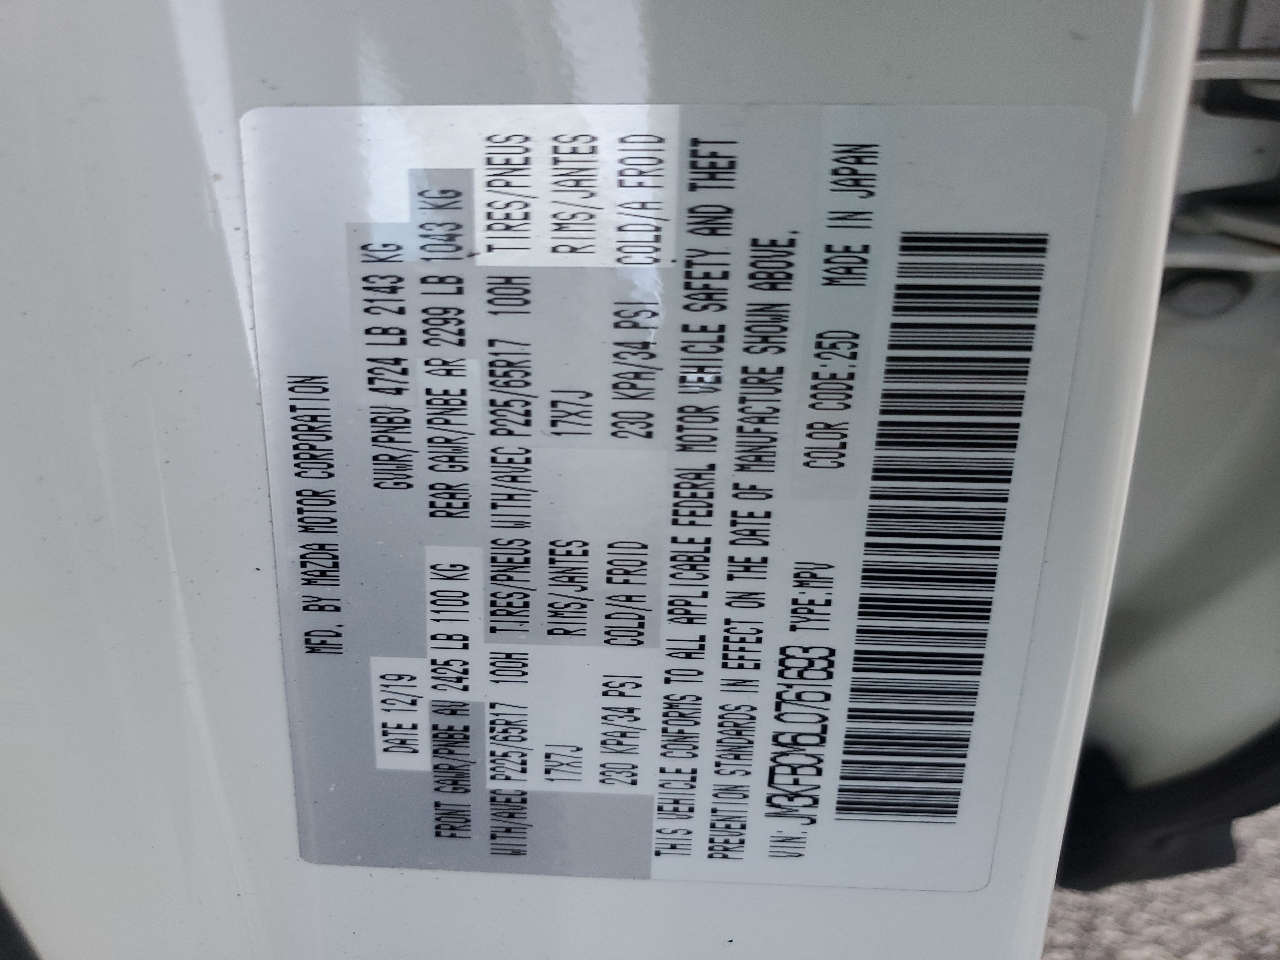 MFD. BY MAZDA MOTOR CORPORATION
DATE 12/19 GWR/PNBV 4724 LB 2143 KG
FRONT GAWR/PNBE AV 2425 LB 1100 KG REAR GAWR/PNBE AR 2299 LB 1043 KG
WITH/AVEC P225/65R17 100H TIRES/PNEUS WITH/AVEC P225/65R17 100H TIRES/PNEUS
17X7J RIMS/JANTES 17X7J RIMS/JANTES
230 KPA/34 PSI COLD/A FROID 230 KPA/34 PSI COLD/A FROID
THIS VEHICLE CONFORMS TO ALL APPLICABLE FEDERAL MOTOR VEHICLE SAFETY AND THEFT
PREVENTION STANDARDS IN EFFECT ON THE DATE OF MANUFACTURE SHOWN ABOVE.
VIN: JM3KFBCM6L0761693 TYPE:MPV COLOR CODE:25D MADE IN JAPAN